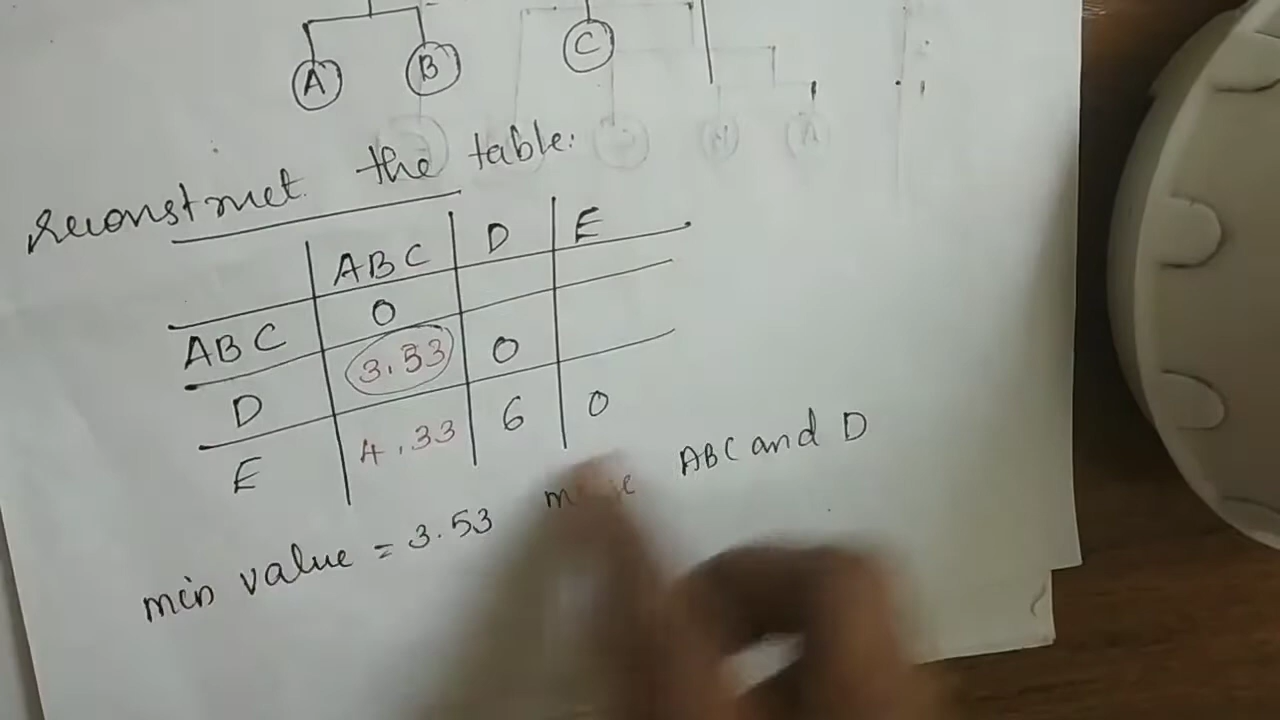 A B C
reconstruct the table:
ABC D E
ABC 0
D 3.53 0
E 4.33 6 0
min value = 3.53 ABC and D